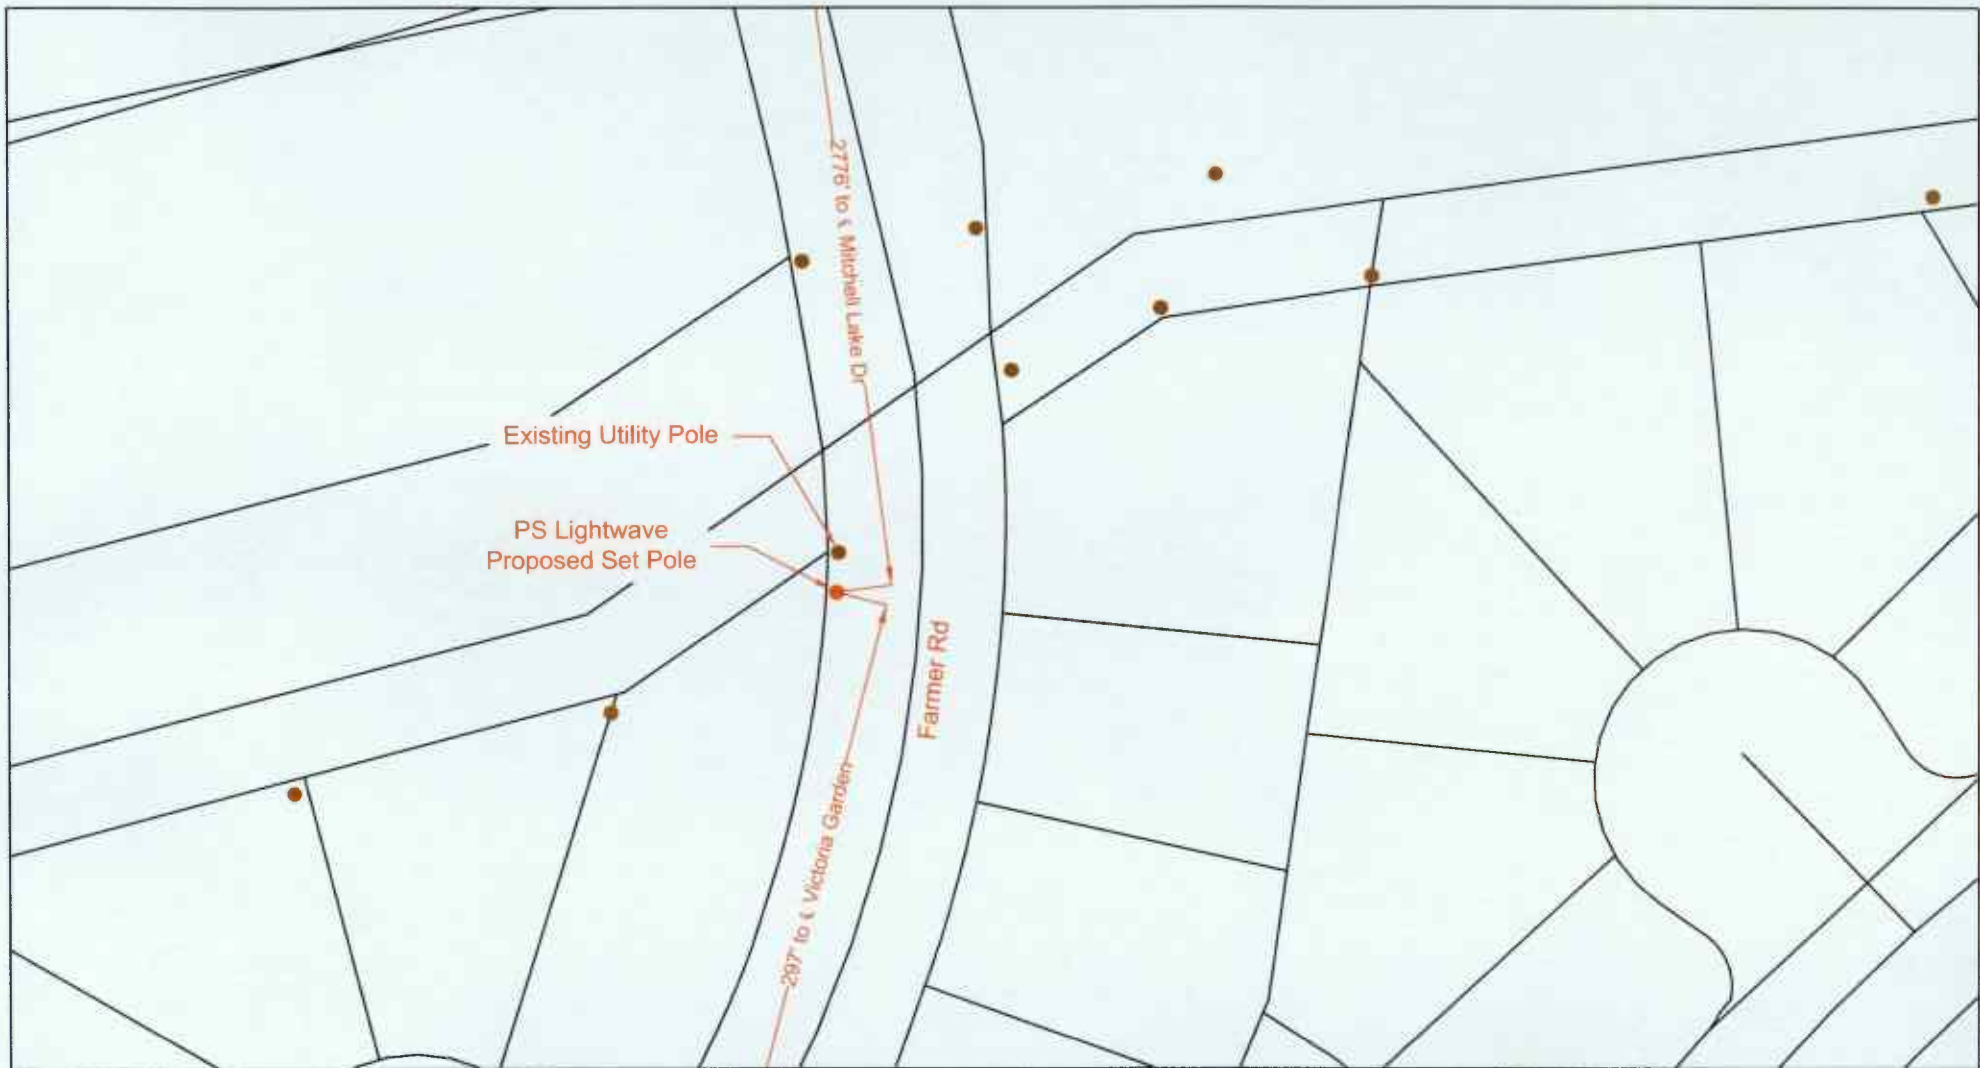 2776' to ℄ Mitchell Lake Dr
Existing Utility Pole
PS Lightwave
Proposed Set Pole
Farmer Rd
297' to ℄ Victoria Garden